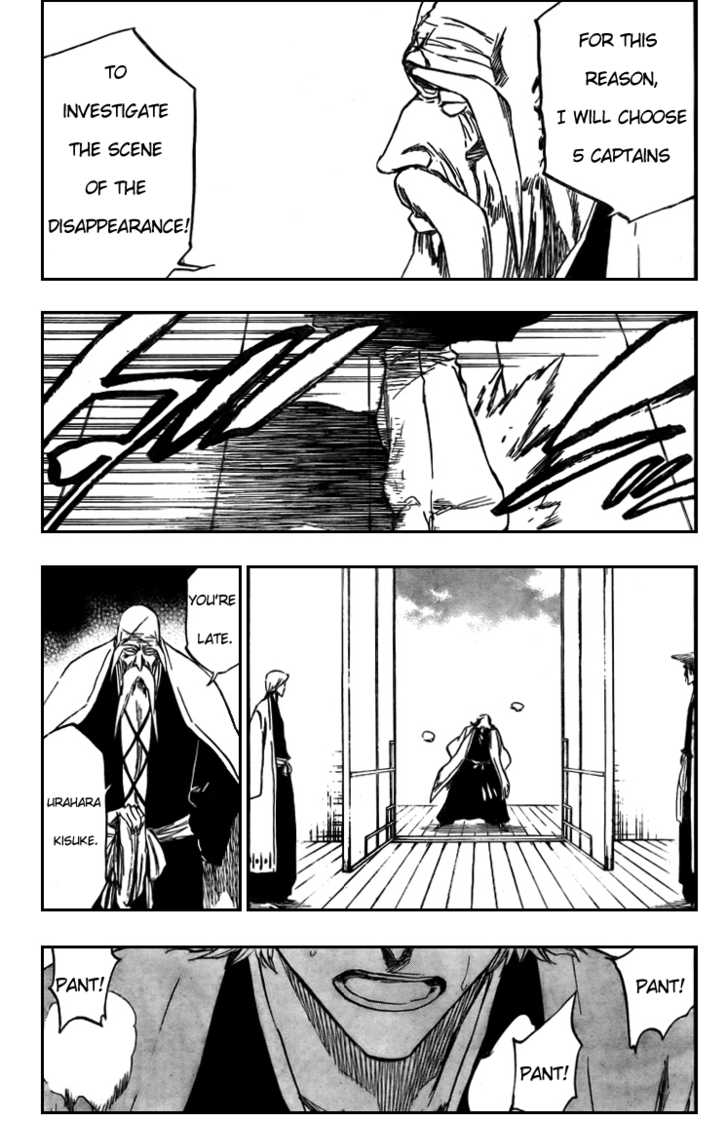 FOR THIS
REASON,
I WILL CHOOSE
5 CAPTAINS
TO
INVESTIGATE
THE SCENE
OF THE
DISAPPEARANCE!
YOU'RE
LATE.
URAHARA
KISUKE.
PANT!
PANT!
PANT!